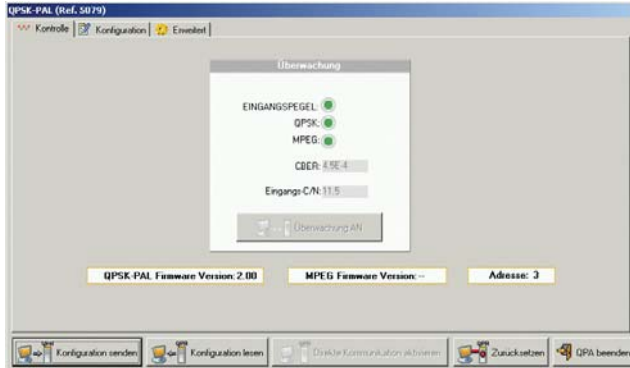 QPSK-PAL (Ref. 5079)
Kontrolle Konfiguration Erweitert
Überwachung
EINGANGSPEGEL:
QPSK:
MPEG:
CBER: 4.5E-4
Eingangs-C/N: 11.5
Überwachung AN
QPSK-PAL Firmware Version: 2.00 MPEG Firmware Version: -- Adresse: 3
Konfiguration senden Konfiguration lesen Direkte Kommunikation aktivieren Zurücksetzen QPA beenden